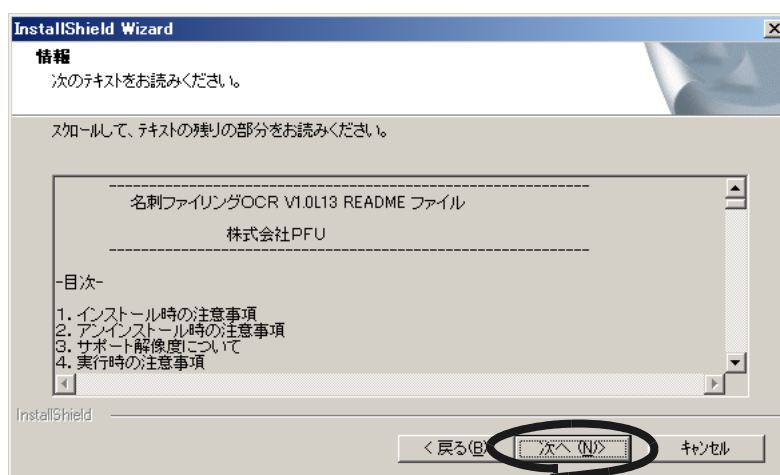 InstallShield Wizard
情報
次のテキストをお読みください。
スクロールして、テキストの残りの部分をお読みください。
------------------------------------------------------------
名刺ファイリングOCR V1.0L13 README ファイル
株式会社PFU
------------------------------------------------------------
-目次-
1. インストール時の注意事項
2. アンインストール時の注意事項
3. サポート解像度について
4. 実行時の注意事項
InstallShield
< 戻る(B) 次へ (N)> キャンセル